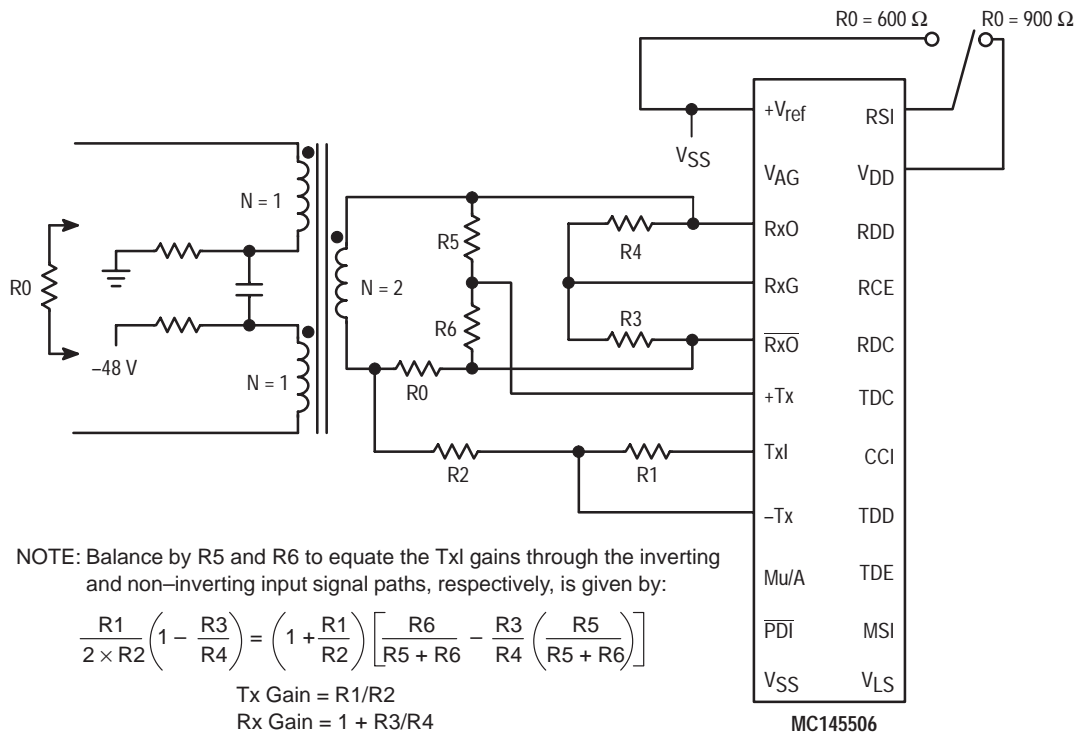 R0 = 600 Ω
R0 = 900 Ω
+Vref
RSI
VSS
VAG
VDD
N = 1
RxO
RDD
R5
R4
R0
N = 2
RxG
RCE
R6
R3
RxO
RDC
–48 V
N = 1
R0
+Tx
TDC
TxI
CCI
R2
R1
–Tx
TDD
NOTE: Balance by R5 and R6 to equate the TxI gains through the inverting
and non–inverting input signal paths, respectively, is given by:
Mu/A
TDE
R1 / (2 × R2) (1 – R3/R4) = (1 + R1/R2) [R6 / (R5 + R6) – R3/R4 (R5 / (R5 + R6))]
PDI
MSI
Tx Gain = R1/R2
VSS
VLS
Rx Gain = 1 + R3/R4
MC145506